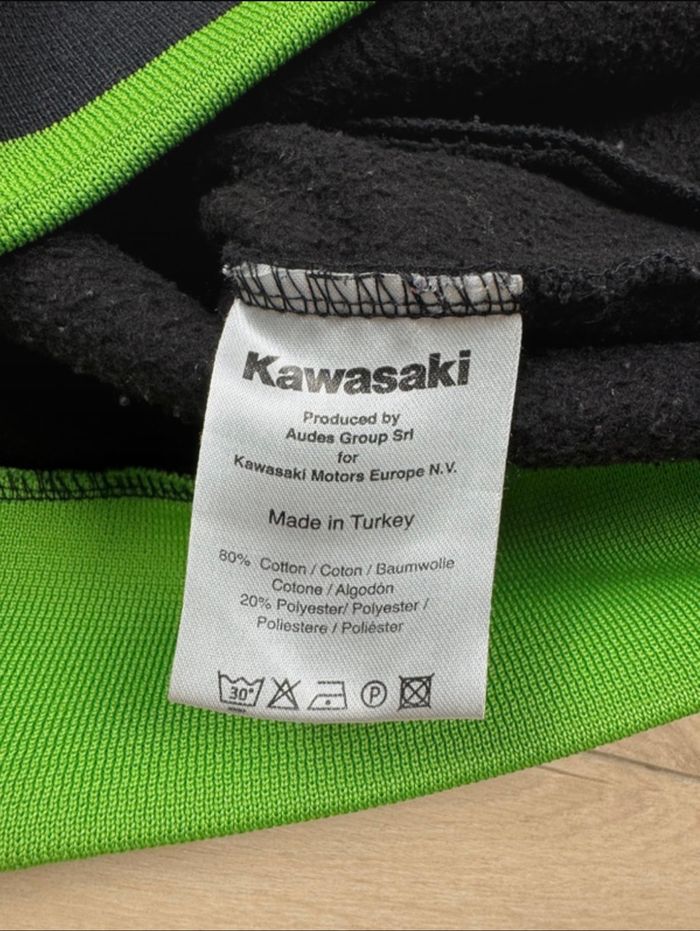 Kawasaki
Produced by
Audes Group Srl
for
Kawasaki Motors Europe N.V.
Made in Turkey
80% Cotton / Coton / Baumwolle
Cotone / Algodón
20% Polyester/ Polyester /
Poliestere / Poliéster
30° P